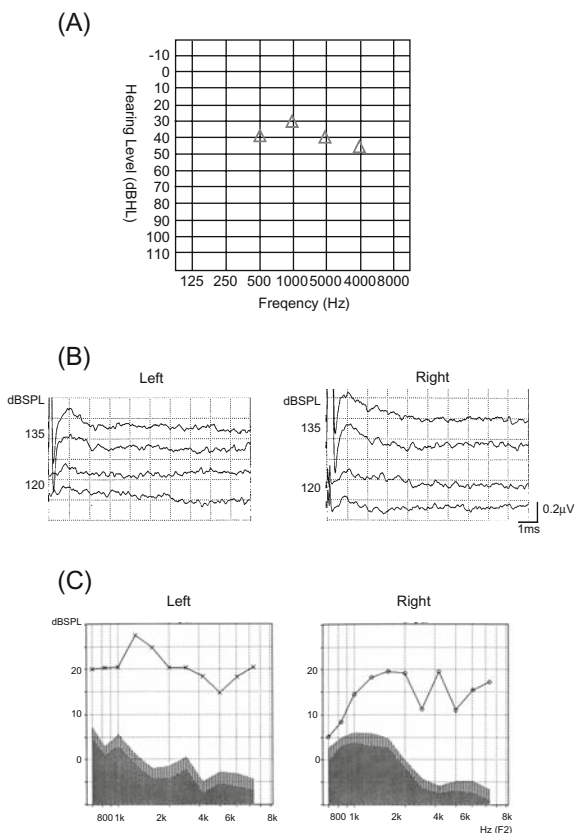 (A)
Hearing Level (dBHL)
-10
0
10
20
30
40
50
60
70
80
90
100
110
125 250 500 1000 5000 4000 8000
Freqency (Hz)
(B)
Left Right
dBSPL dBSPL
135 135
120 120
0.2μV
1ms
(C)
Left Right
dBSPL
20 20
10 10
0 0
800 1k 2k 4k 6k 8k 800 1k 2k 4k 6k 8k
Hz (F2)